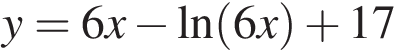 y = 6x − ln(6x) + 17